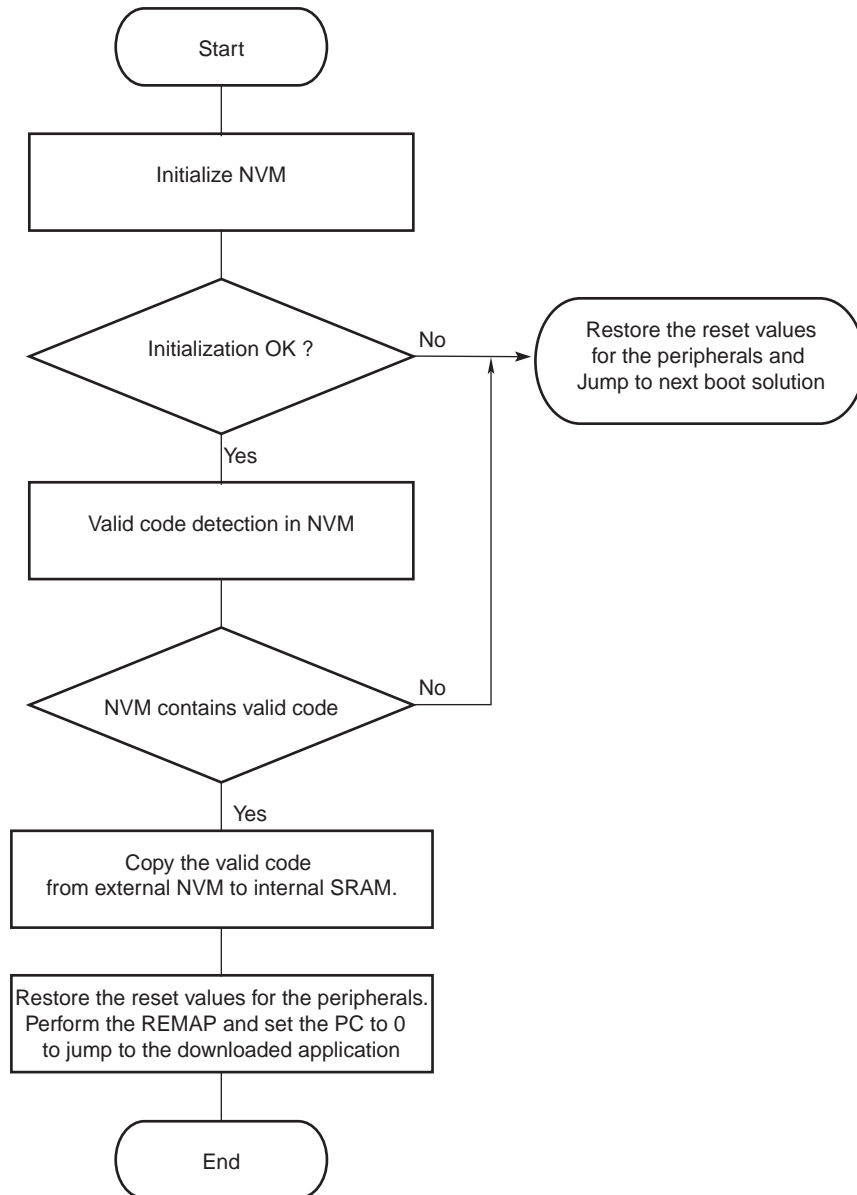 Start
Initialize NVM
Initialization OK ?
No
Restore the reset values
for the peripherals and
Jump to next boot solution
Yes
Valid code detection in NVM
NVM contains valid code
No
Yes
Copy the valid code
from external NVM to internal SRAM.
Restore the reset values for the peripherals.
Perform the REMAP and set the PC to 0
to jump to the downloaded application
End